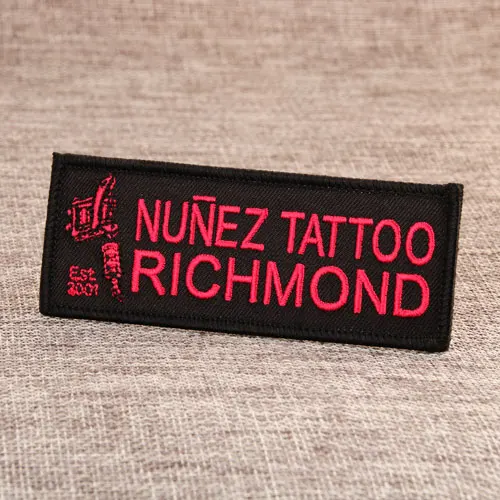 NUÑEZ TATTOO
RICHMOND
Est.
2001